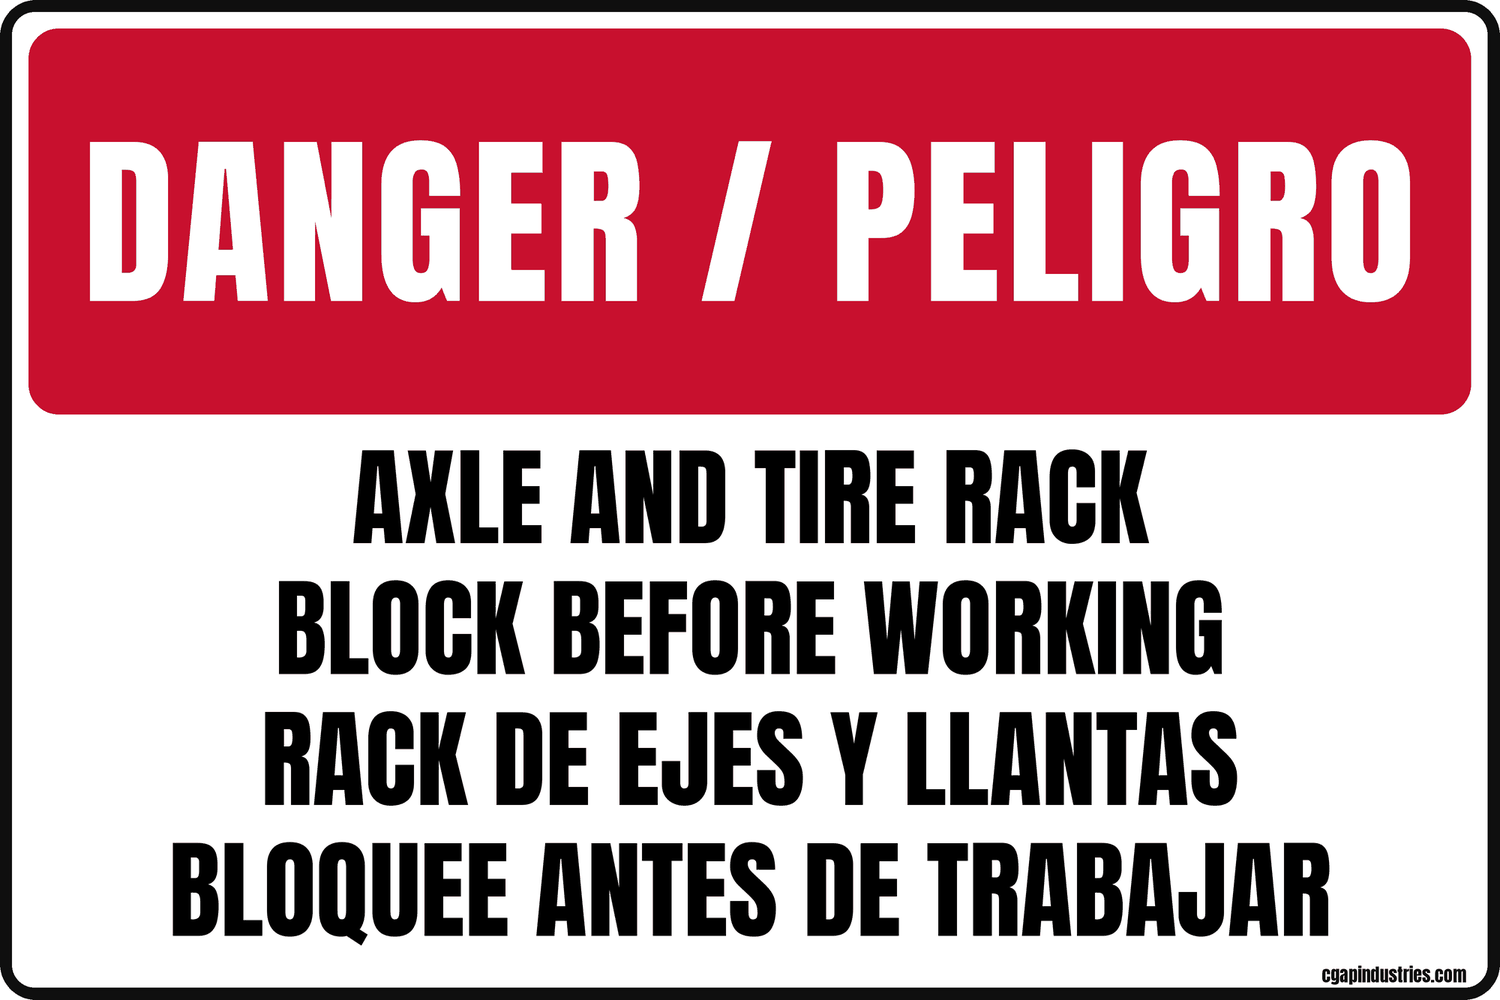 DANGER / PELIGRO
AXLE AND TIRE RACK
BLOCK BEFORE WORKING
RACK DE EJES Y LLANTAS
BLOQUEE ANTES DE TRABAJAR
cgapindustries.com